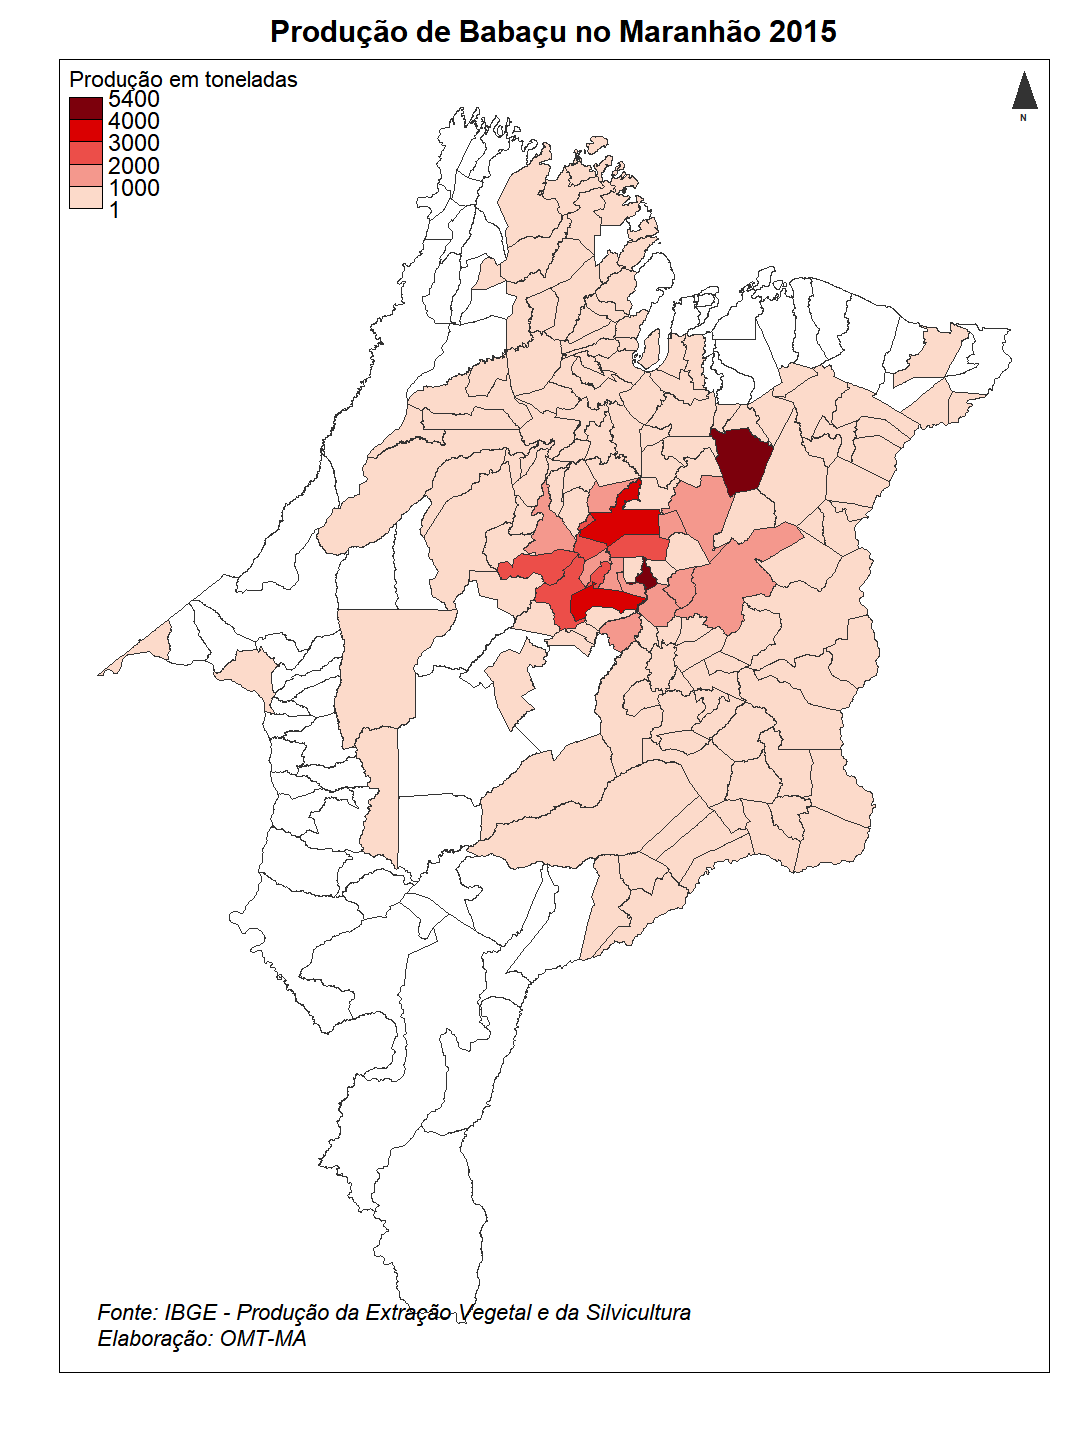 Produção de Babaçu no Maranhão 2015
Produção em toneladas
5400
4000
3000
2000
1000
1
N
Fonte: IBGE - Produção da Extração Vegetal e da Silvicultura
Elaboração: OMT-MA